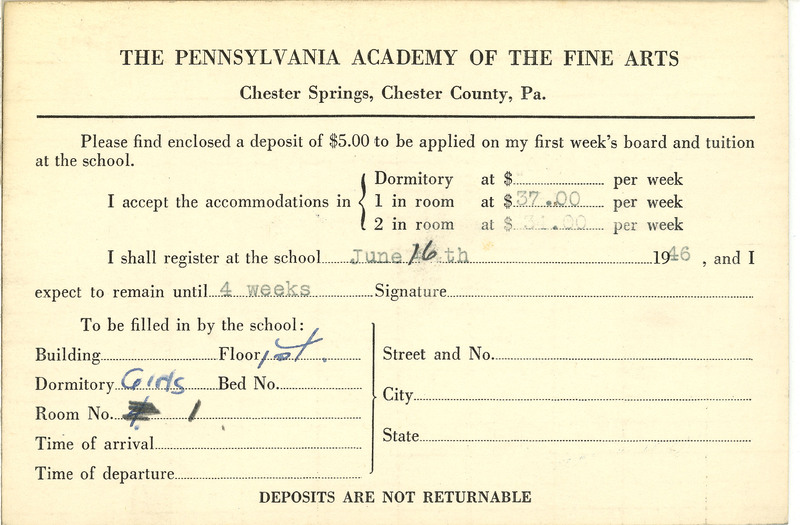 THE PENNSYLVANIA ACADEMY OF THE FINE ARTS
Chester Springs, Chester County, Pa.
Please find enclosed a deposit of $5.00 to be applied on my first week's board and tuition
at the school.
I accept the accommodations in
Dormitory at $ per week
1 in room at $ 37.00 per week
2 in room at $ 31.00 per week
I shall register at the school June 16th 1946 , and I
expect to remain until 4 weeks Signature
To be filled in by the school:
Building Floor 1st.
Dormitory Girls Bed No.
Room No. 1
Time of arrival
Time of departure
Street and No.
City
State
DEPOSITS ARE NOT RETURNABLE